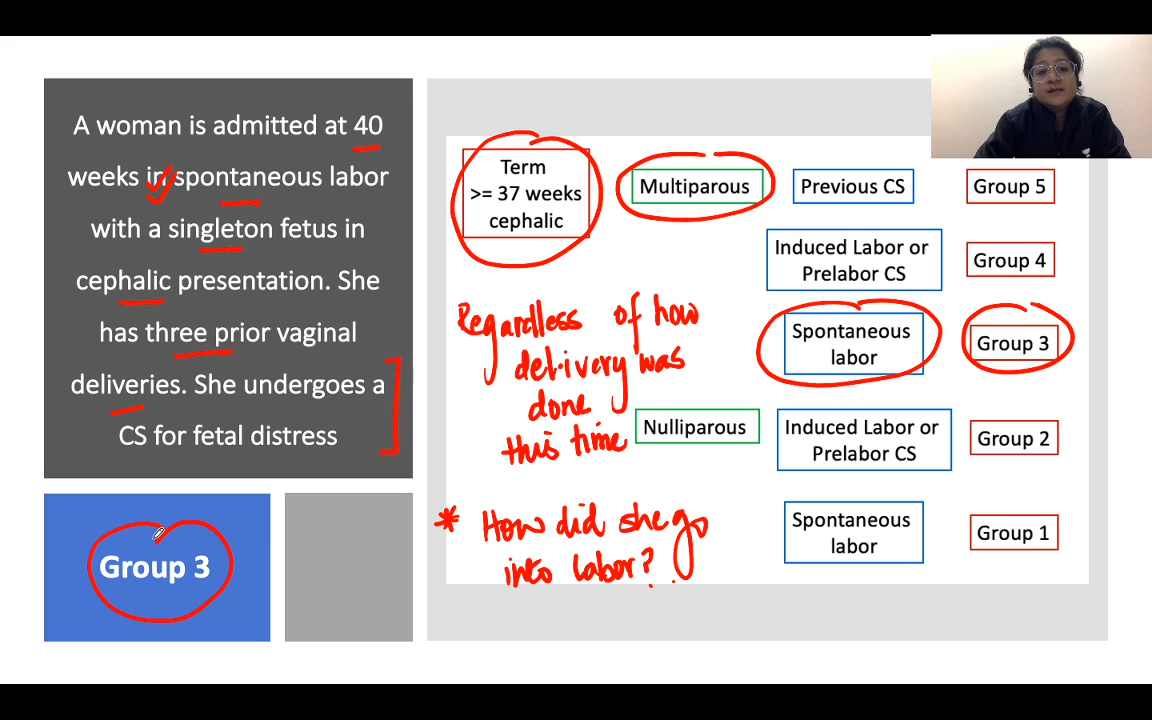 A woman is admitted at 40
weeks in spontaneous labor
with a singleton fetus in
cephalic presentation. She
has three prior vaginal
deliveries. She undergoes a
CS for fetal distress
Group 3
Term
>= 37 weeks
cephalic
Multiparous
Previous CS
Group 5
Induced Labor or
Prelabor CS
Group 4
Spontaneous
labor
Group 3
Regardless of how
delivery was
done
this time
Nulliparous
Induced Labor or
Prelabor CS
Group 2
* How did she go
into labor?
Spontaneous
labor
Group 1